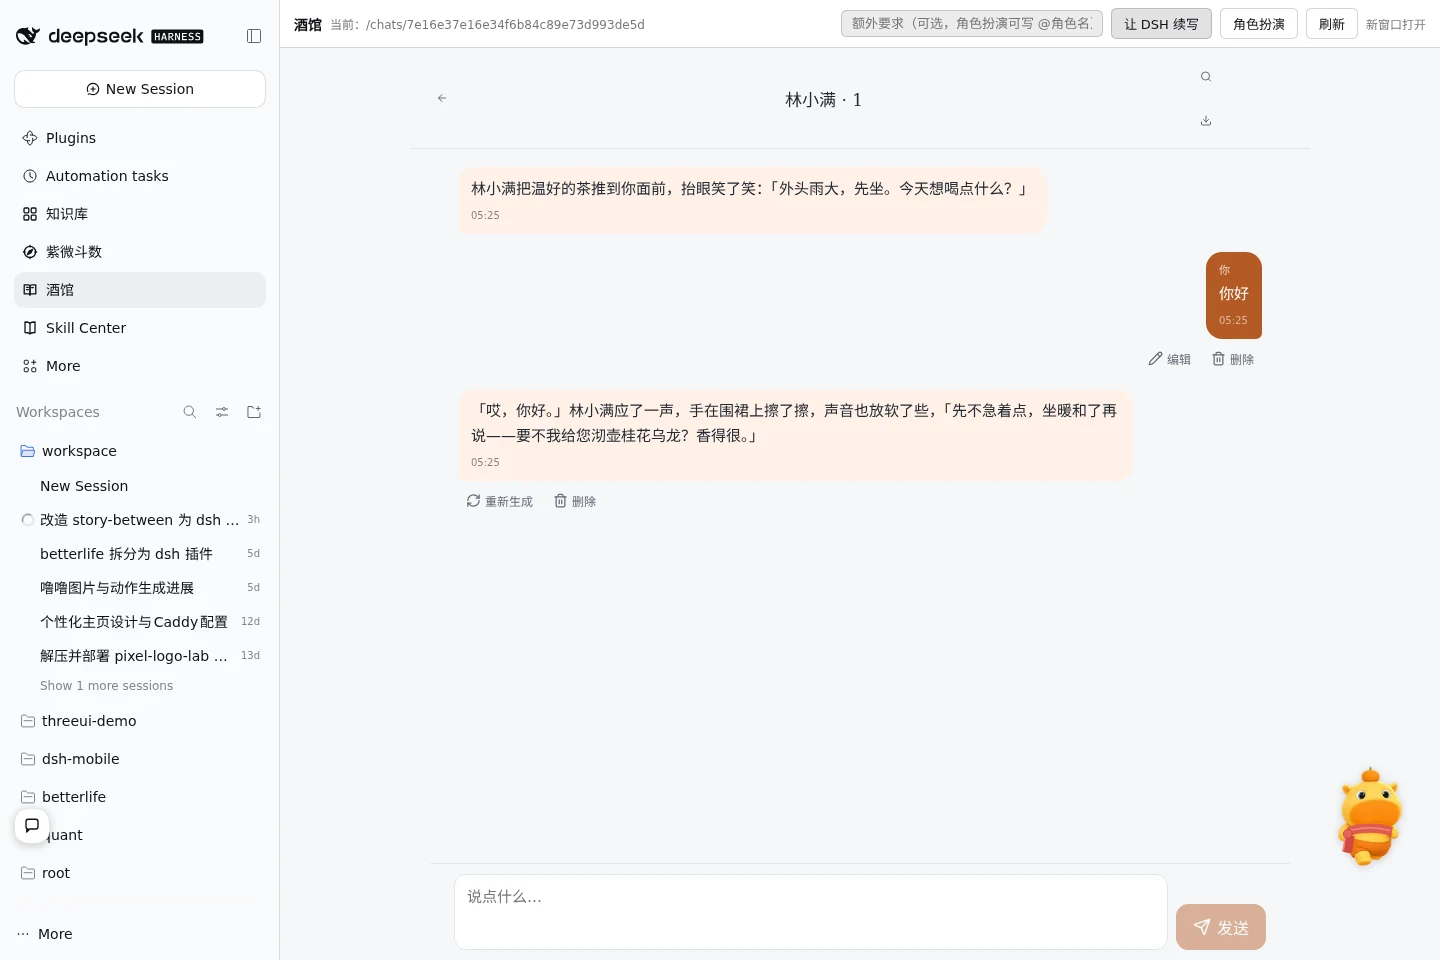 deepseek HARNESS
New Session
Plugins
Automation tasks
知识库
紫微斗数
酒馆
Skill Center
More
Workspaces
workspace
New Session
改造 story-between 为 dsh ... 3h
betterlife 拆分为 dsh 插件 5d
噜噜图片与动作生成进展 5d
个性化主页设计与Caddy配置 12d
解压并部署 pixel-logo-lab ... 13d
Show 1 more sessions
threeui-demo
dsh-mobile
betterlife
quant
root
More
酒馆 当前：/chats/7e16e37e16e34f6b84c89e73d993de5d
额外要求（可选，角色扮演可写 @角色名
让 DSH 续写
角色扮演
刷新
新窗口打开
林小满 · 1
林小满把温好的茶推到你面前，抬眼笑了笑：「外头雨大，先坐。今天想喝点什么？」
05:25
你
你好
05:25
编辑 删除
「哎，你好。」林小满应了一声，手在围裙上擦了擦，声音也放软了些，「先不急着点，坐暖和了再
说——要不我给您沏壶桂花乌龙？香得很。」
05:25
重新生成 删除
说点什么...
发送